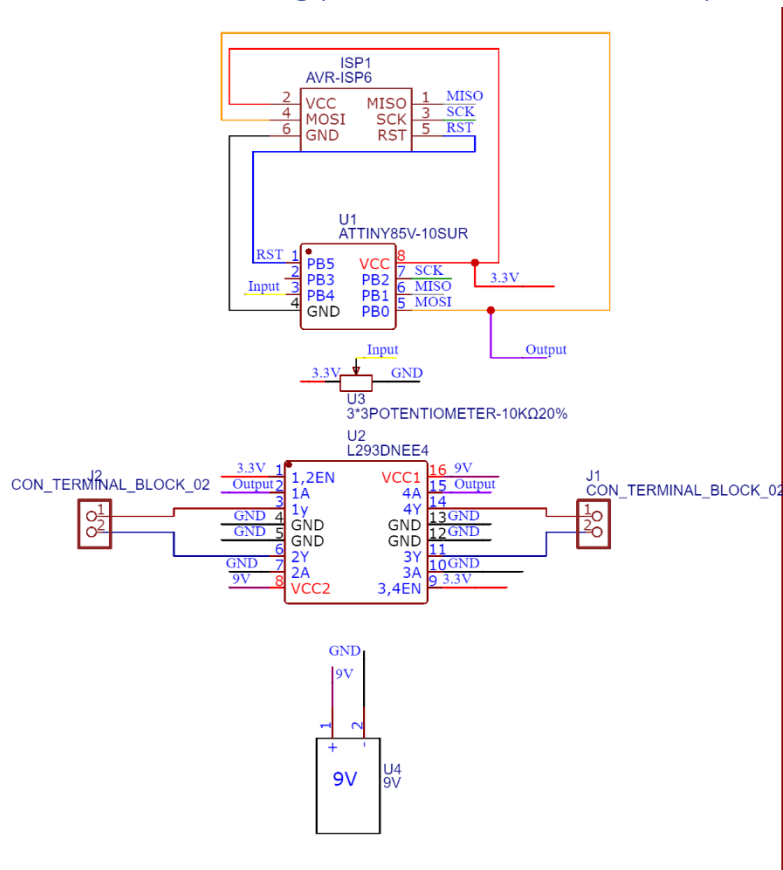 ISP1
AVR-ISP6
2 VCC MISO 1 MISO
4 MOSI SCK 3 SCK
6 GND RST 5 RST
U1
ATTINY85V-10SUR
RST 1 PB5 VCC 8
2 PB3 PB2 7 SCK
3.3V
Input 3 PB4 PB1 6 MISO
4 GND PB0 5 MOSI
Input
Output
3.3V GND
U3
3*3POTENTIOMETER-10KΩ20%
U2
L293DNEE4
J2
CON_TERMINAL_BLOCK_02
J1
CON_TERMINAL_BLOCK_02
3.3V 1 1,2EN VCC1 16 9V
Output 2 1A 4A 15 Output
1 3 1y 4Y 14 1
2 GND 4 GND GND 13 GND 2
GND 5 GND GND 12 GND
6 2Y 3Y 11
GND 7 2A 3A 10 GND
9V 8 VCC2 3,4EN 9 3.3V
GND
9V
1 2
+ -
9V
U4
9V